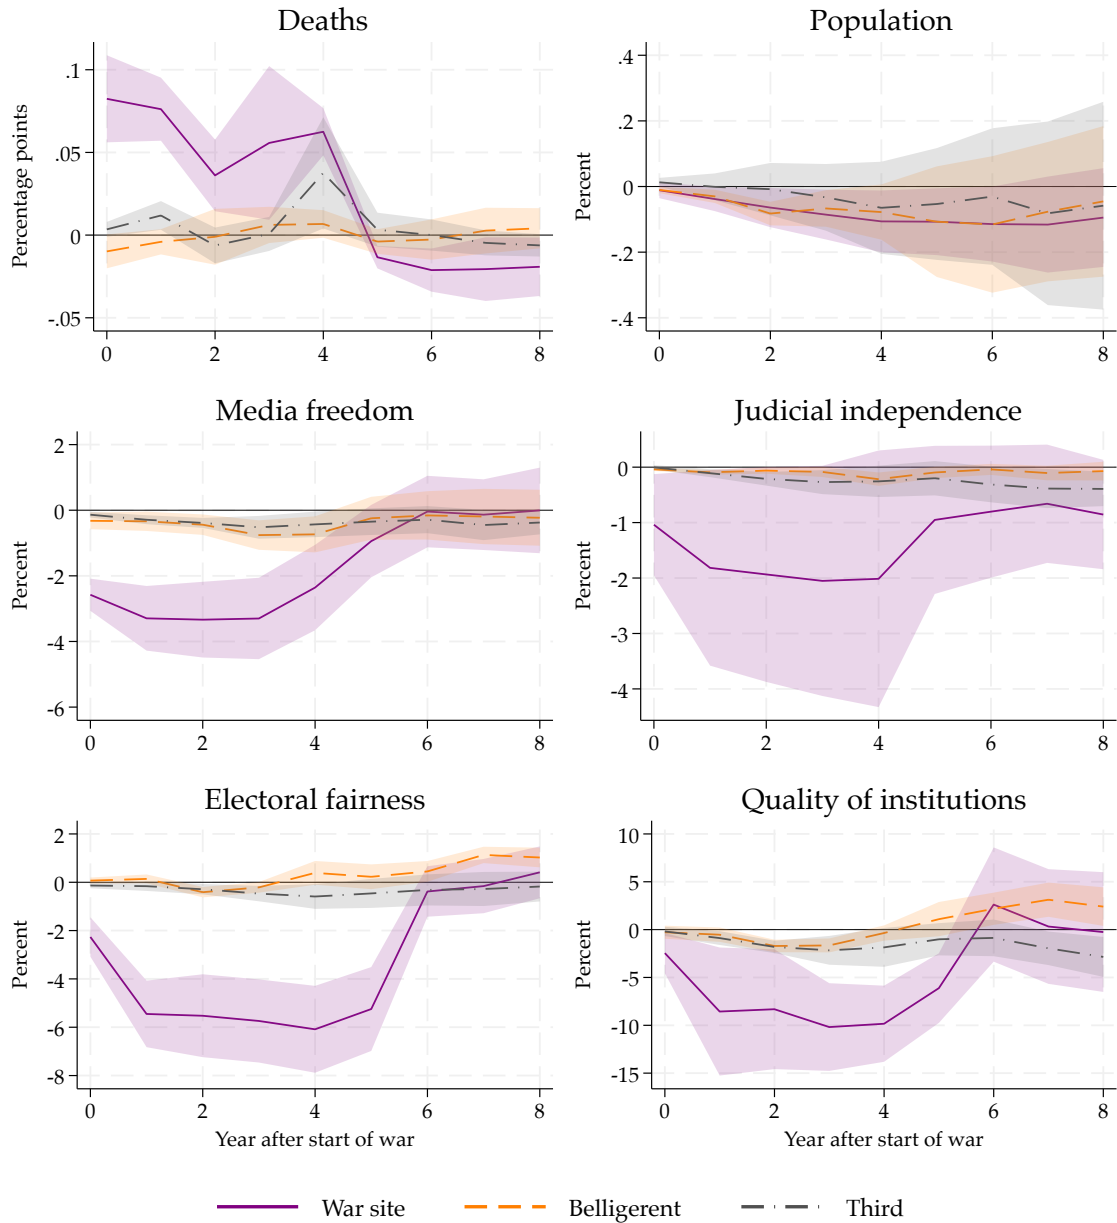 Deaths
Percentage points
.1
.05
0
-.05
0 2 4 6 8
Population
Percent
.4
.2
0
-.2
-.4
0 2 4 6 8
Media freedom
Percent
2
0
-2
-4
-6
0 2 4 6 8
Judicial independence
Percent
0
-1
-2
-3
-4
0 2 4 6 8
Electoral fairness
Percent
2
0
-2
-4
-6
-8
0 2 4 6 8
Year after start of war
Quality of institutions
Percent
10
5
0
-5
-10
-15
0 2 4 6 8
Year after start of war
War site Belligerent Third